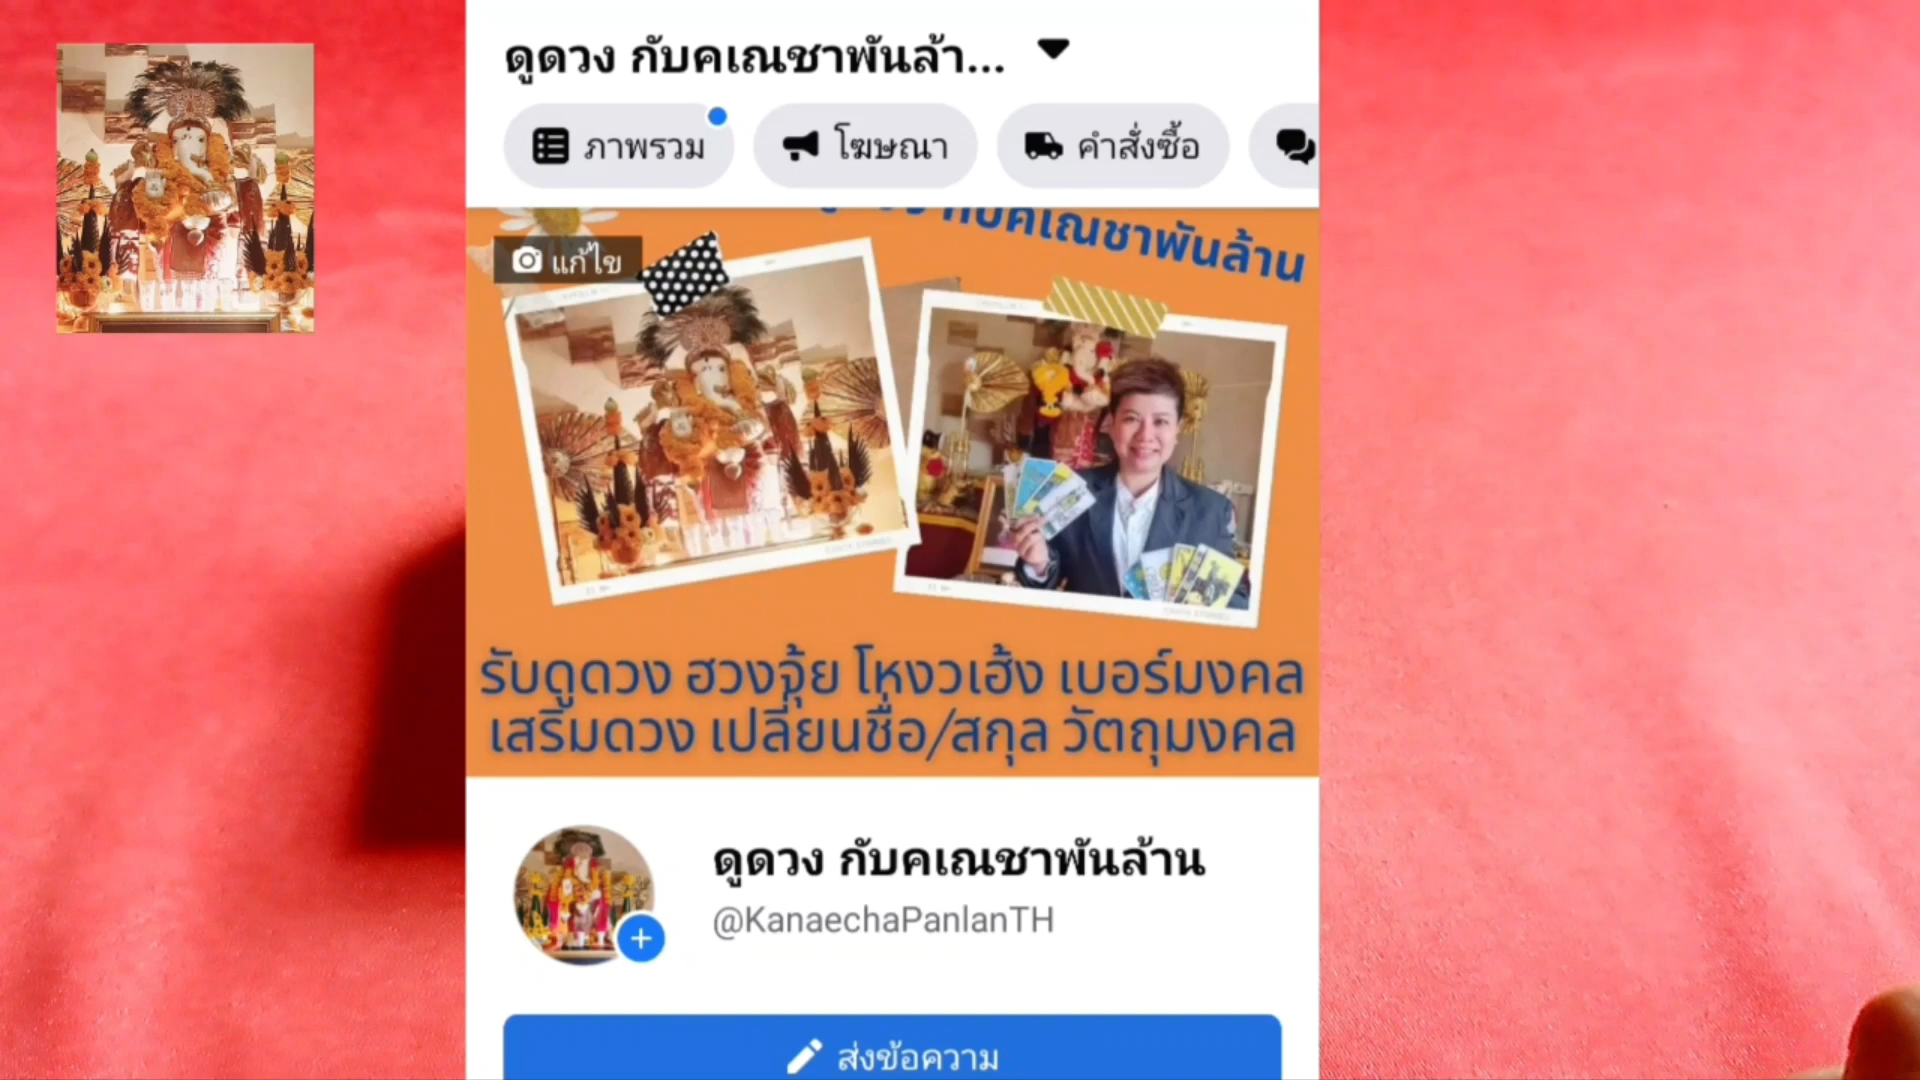 ดูดวง กับคเณชาพันล้า...
ภาพรวม
โฆษณา
คำสั่งซื้อ
กับคเณชาพันล้าน
แก้ไข
รับดูดวง ฮวงจุ้ย โหงวเฮ้ง เบอร์มงคล
เสริมดวง เปลี่ยนชื่อ/สกุล วัตถุมงคล
ดูดวง กับคเณชาพันล้าน
@KanaechaPanlanTH
ส่งข้อความ